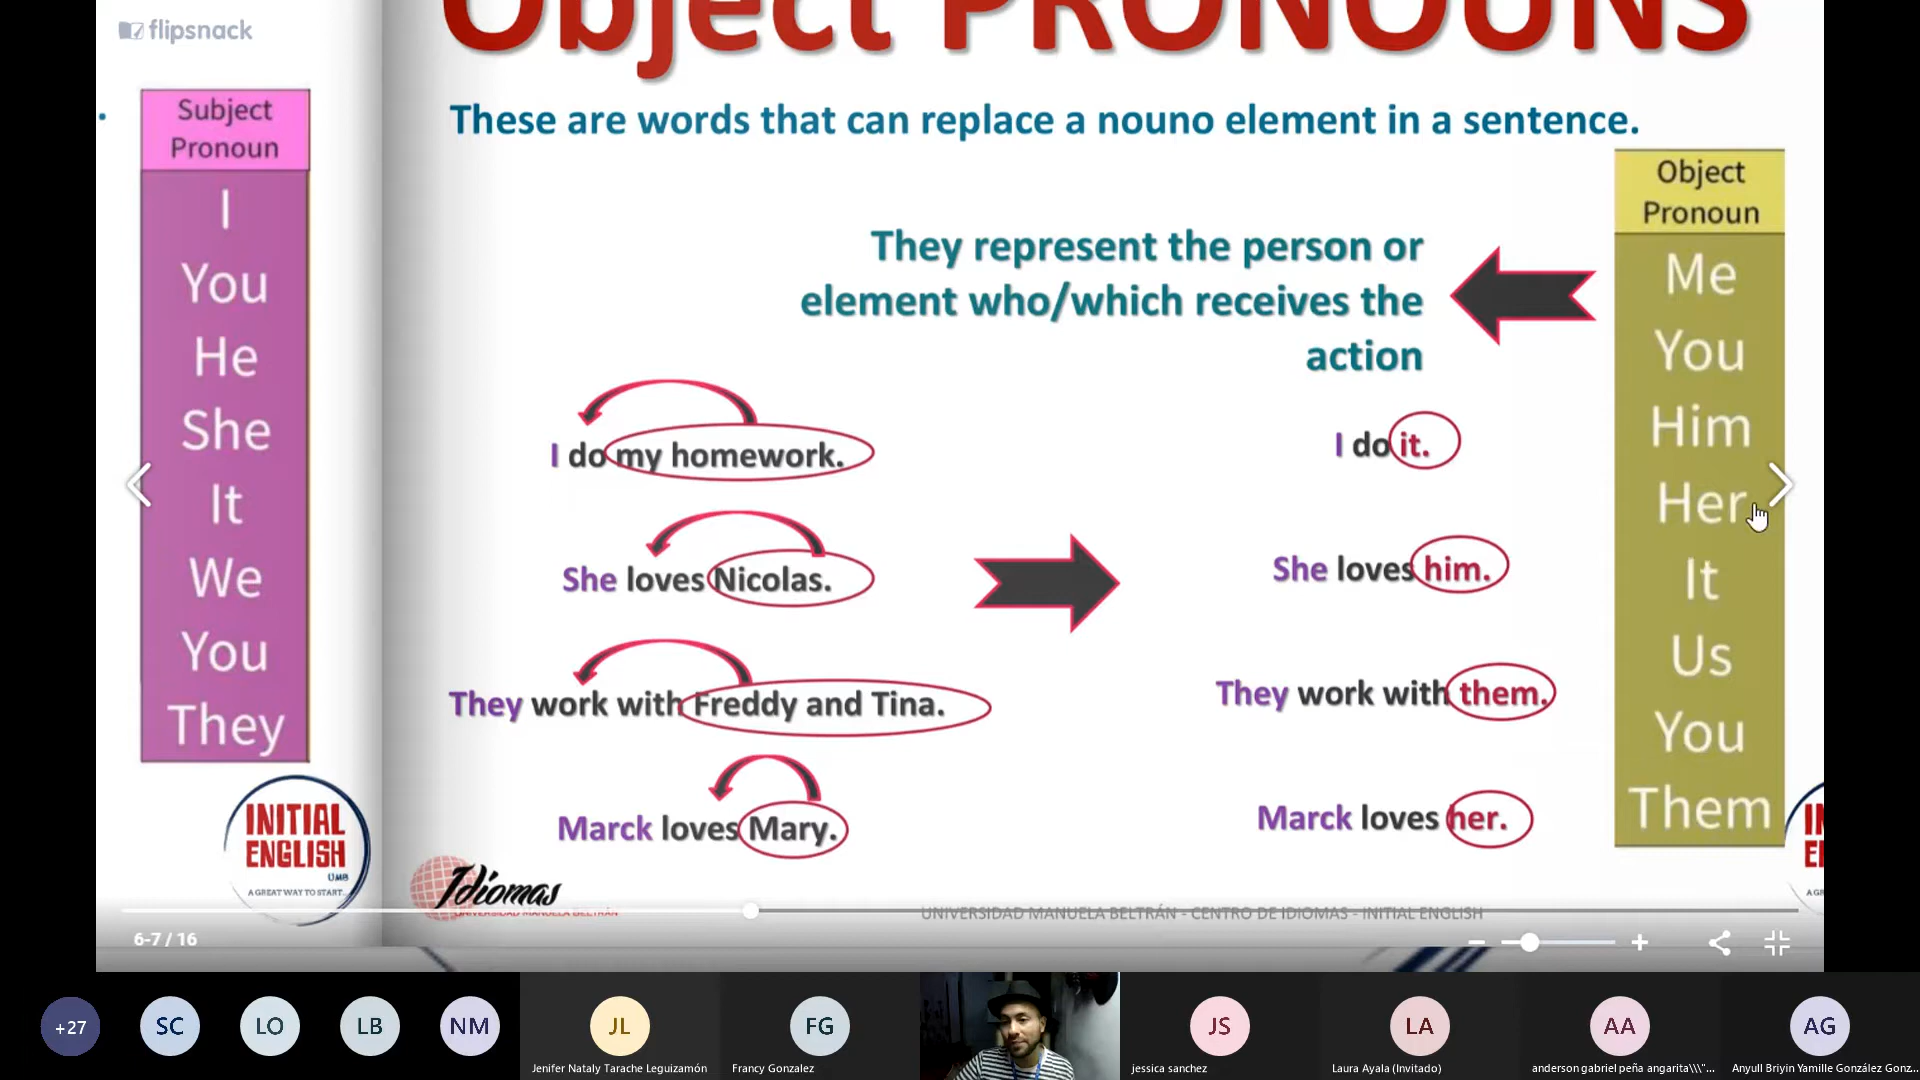 flipsnack
Object PRONOUNS
These are words that can replace a nouno element in a sentence.
Subject
Pronoun
I
You
He
She
It
We
You
They
Object
Pronoun
Me
You
Him
Her
It
Us
You
Them
They represent the person or
element who/which receives the
action
I do my homework.
I do it.
She loves Nicolas.
She loves him.
They work with Freddy and Tina.
They work with them.
Marck loves Mary.
Marck loves her.
INITIAL
ENGLISH
UMB
A GREAT WAY TO START...
Idiomas
UNIVERSIDAD MANUELA BELTRÁN
UNIVERSIDAD MANUELA BELTRÁN - CENTRO DE IDIOMAS - INITIAL ENGLISH
6-7 / 16
+27
SC
LO
LB
NM
JL
Jenifer Nataly Tarache Leguizamón
FG
Francy Gonzalez
JS
jessica sanchez
LA
Laura Ayala (Invitado)
AA
anderson gabriel peña angarita\\\"...
AG
Anyull Briyin Yamille González Gonz...